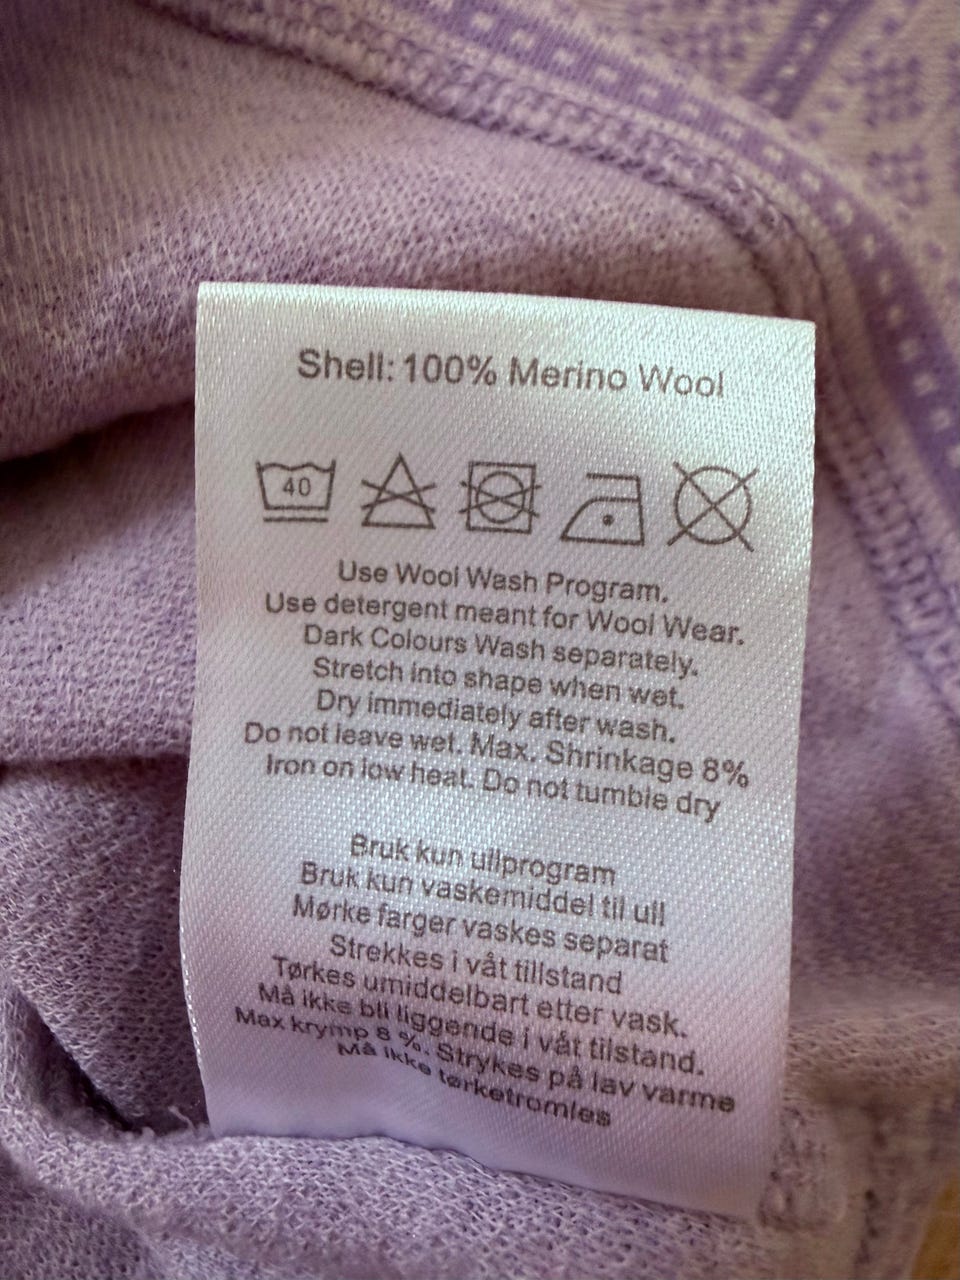 Shell: 100% Merino Wool
40
Use Wool Wash Program.
Use detergent meant for Wool Wear.
Dark Colours Wash separately.
Stretch into shape when wet.
Dry immediately after wash.
Do not leave wet. Max. Shrinkage 8%
Iron on low heat. Do not tumble dry
Bruk kun ullprogram
Bruk kun vaskemiddel til ull
Mørke farger vaskes separat
Strekkes i våt tillstand
Tørkes umiddelbart etter vask.
Må ikke bli liggende i våt tilstand.
Max krymp 8 %. Strykes på lav varme
Må ikke tørketromles